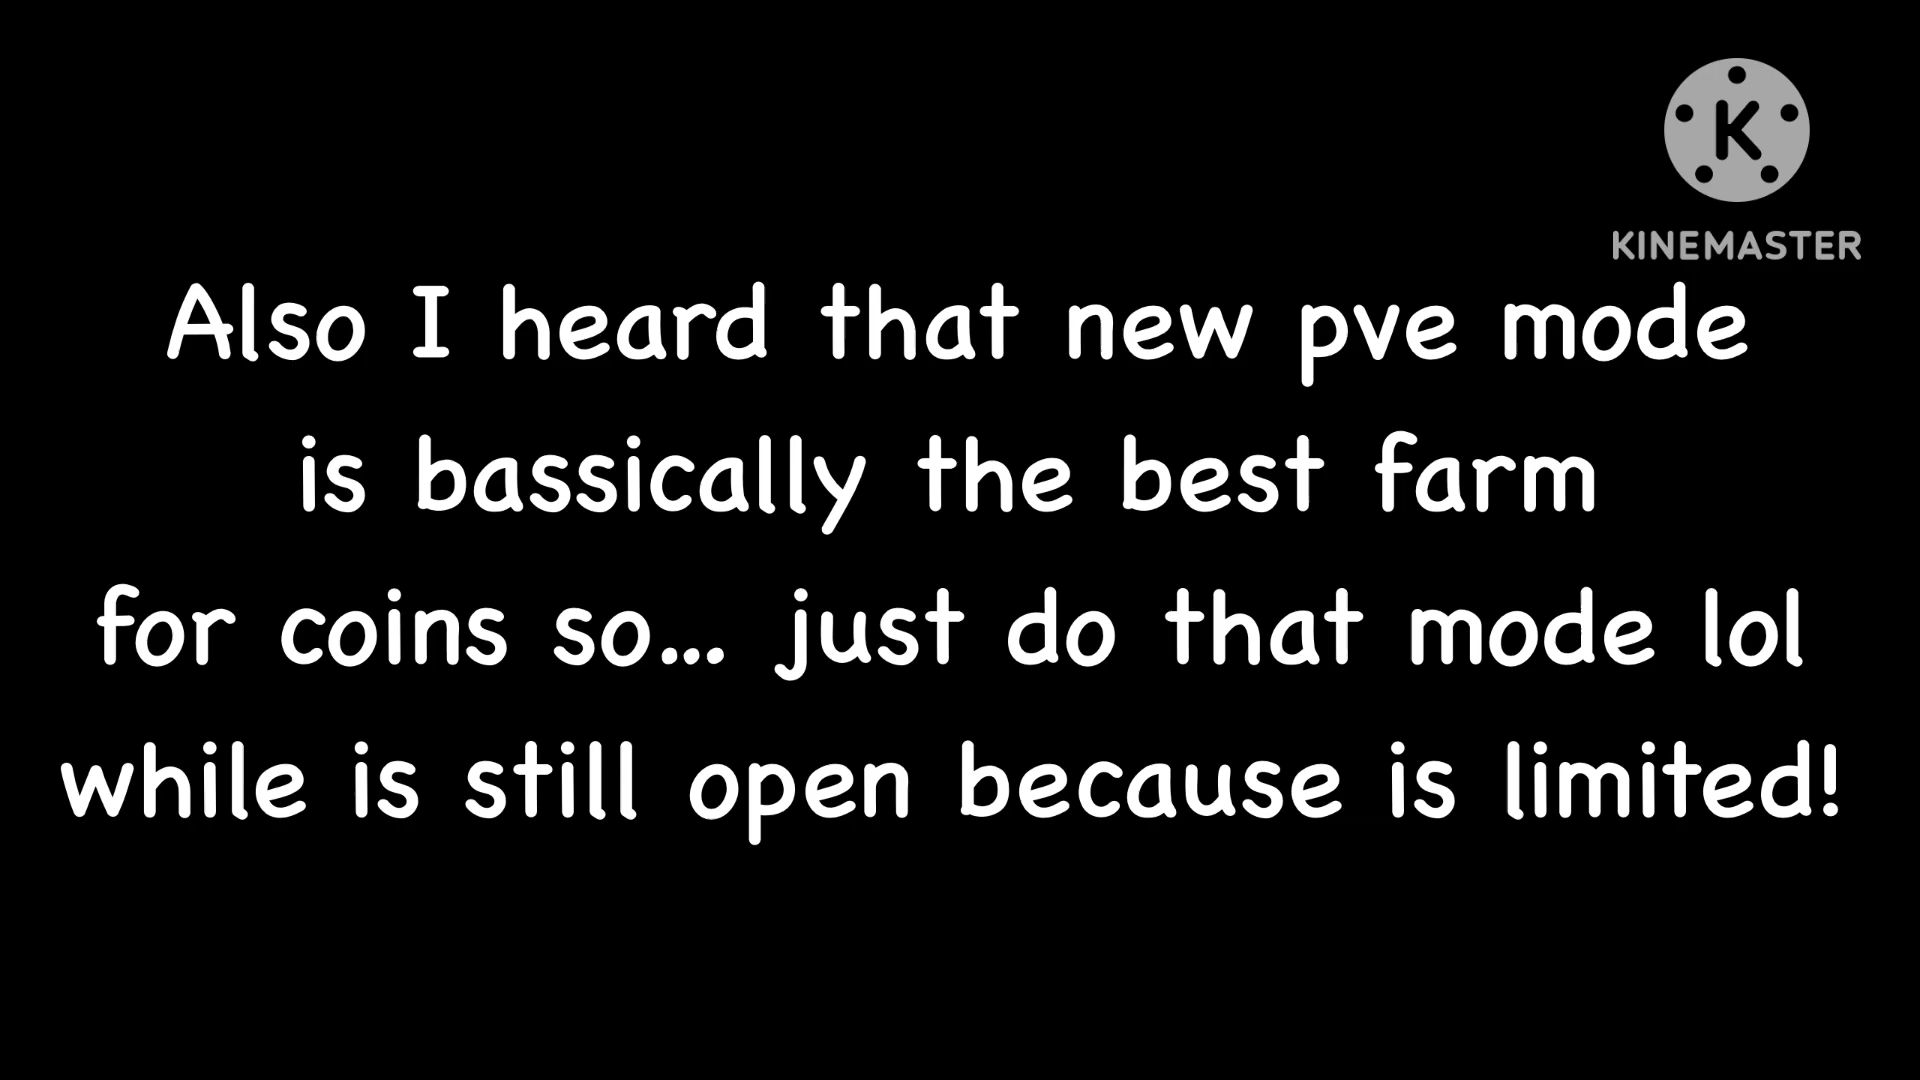 K
KINEMASTER
Also I heard that new pve mode
is bassically the best farm
for coins so... just do that mode lol
while is still open because is limited!